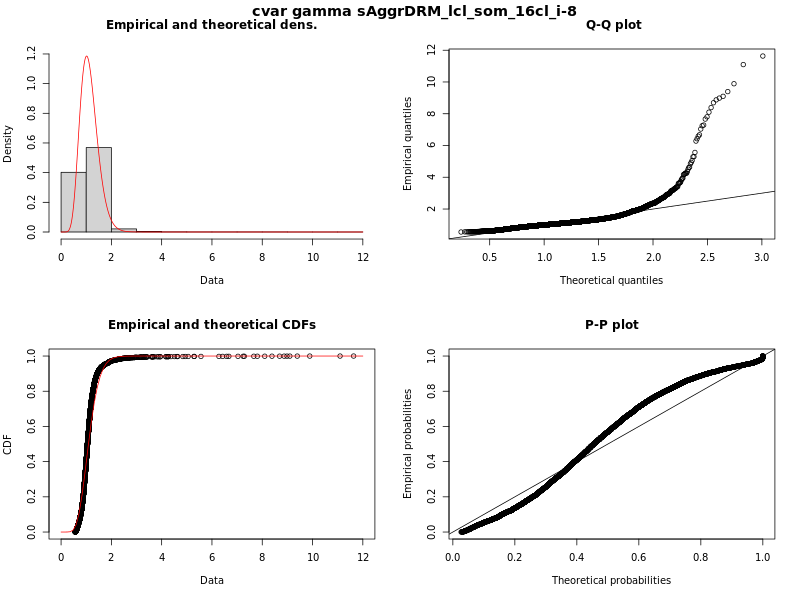 cvar gamma sAggrDRM_lcl_som_16cl_i-8
Empirical and theoretical dens.
Density
0.0 0.2 0.4 0.6 0.8 1.0 1.2
0 2 4 6 8 10 12
Data
Q-Q plot
Empirical quantiles
2 4 6 8 10 12
0.5 1.0 1.5 2.0 2.5 3.0
Theoretical quantiles
Empirical and theoretical CDFs
CDF
0.0 0.2 0.4 0.6 0.8 1.0
0 2 4 6 8 10 12
Data
P-P plot
Empirical probabilities
0.0 0.2 0.4 0.6 0.8 1.0
0.0 0.2 0.4 0.6 0.8 1.0
Theoretical probabilities